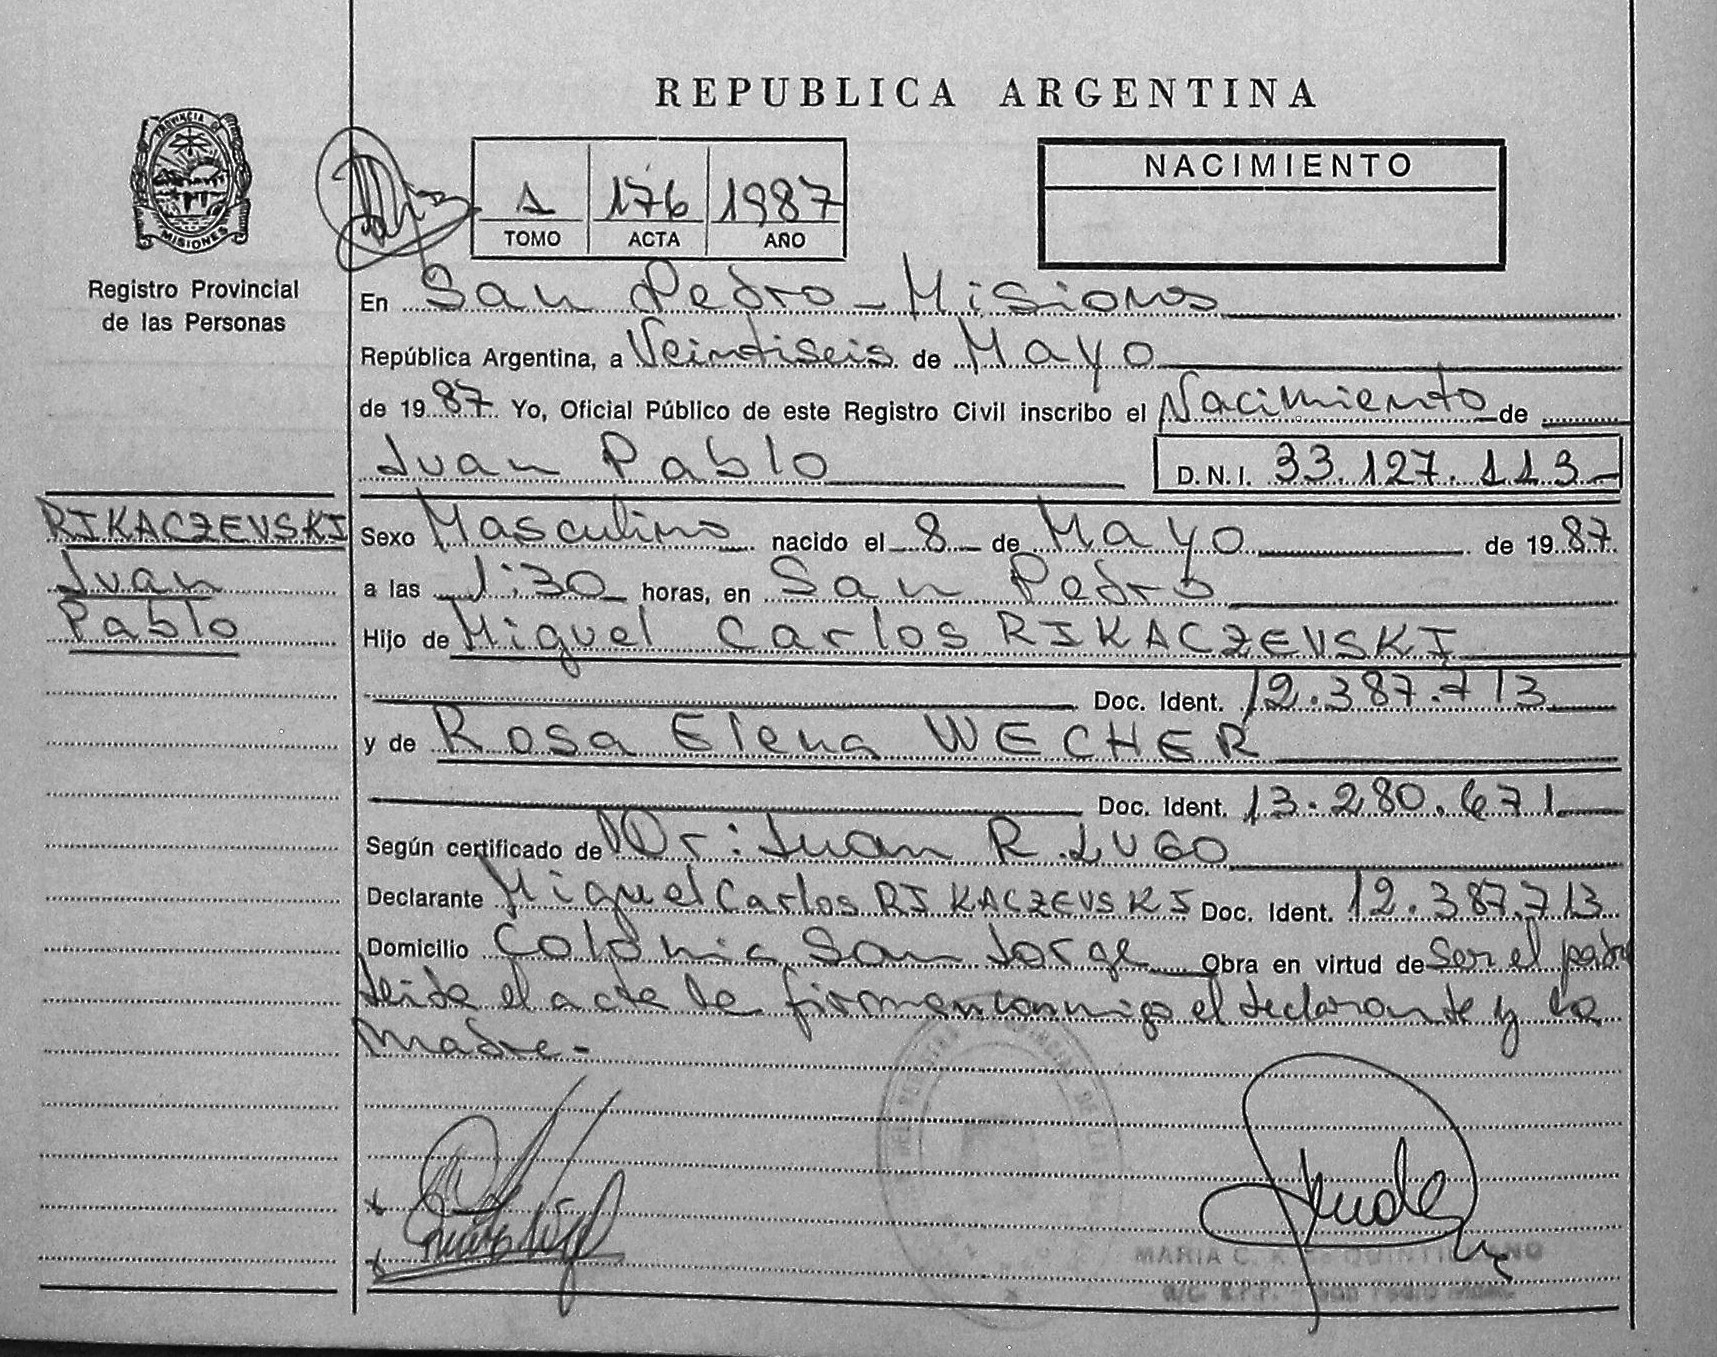 REPUBLICA ARGENTINA
PROVINCIA DE
MISIONES
Registro Provincial
de las Personas
1 176 1987
TOMO ACTA AÑO
NACIMIENTO
En San Pedro - Misiones
República Argentina, a Veintiseis de Mayo
de 1987 Yo, Oficial Público de este Registro Civil inscribo el Nacimiento de
Juan Pablo D.N.I. 33.127.113
RIKACZEVSKI
Juan
Pablo
Sexo Masculino nacido el 8 de Mayo de 1987
a las 1:30 horas, en San Pedro
Hijo de Miguel Carlos RIKACZEVSKI
Doc. Ident. 12.387.713
y de Rosa Elena WECHER
Doc. Ident. 13.280.671
Según certificado de Dr: Juan R. LUGO
Declarante Miguel Carlos RIKACZEVSKI Doc. Ident. 12.387.713
Domicilio Colonia San Jorge Obra en virtud de ser el padre
leida el acta la firman conmigo el declarante y la
madre.-
MARIA C.
San Pedro